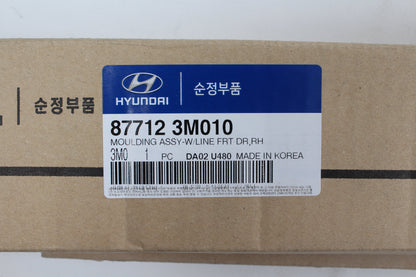 순정부품
HYUNDAI
순정부품
87712 3M010
MOULDING ASSY-W/LINE FRT DR,RH
3M0 1 PC DA02 U480 MADE IN KOREA